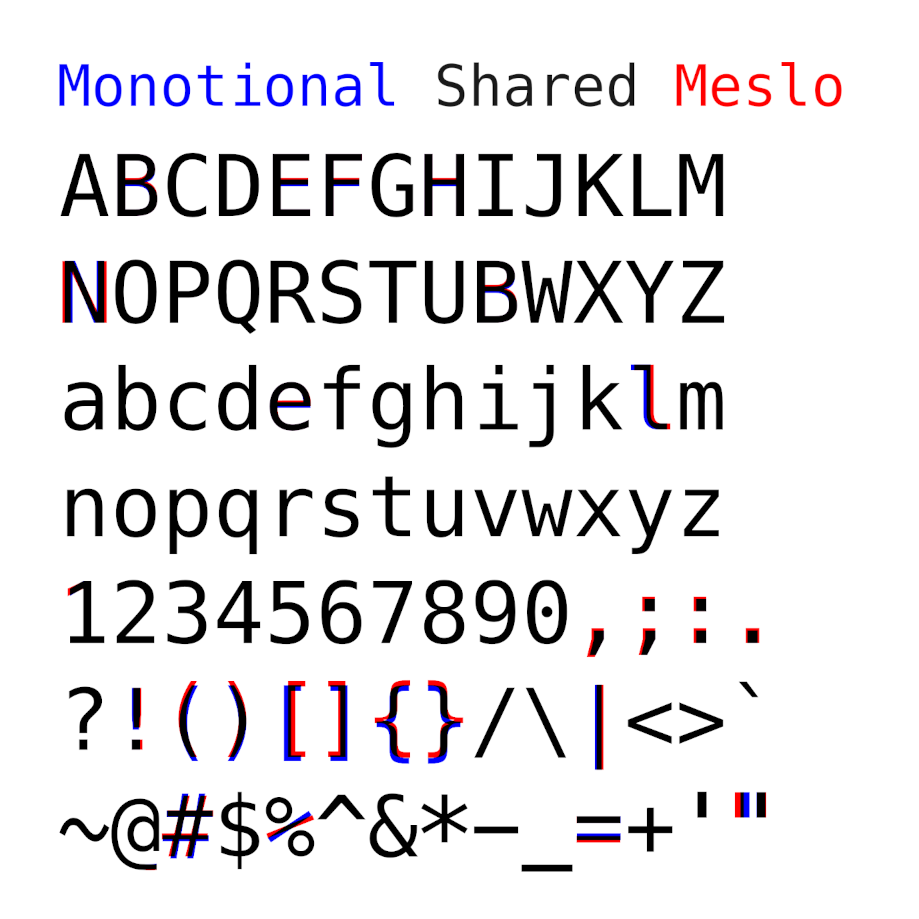 Monotional Shared Meslo
ABCDEFGHIJKLM
NOPQRSTUBWXYZ
abcdefghijklm
nopqrstuvwxyz
1234567890,;:.
?!()[]{}/\|<>`
~@#$%^&*−_=+'"